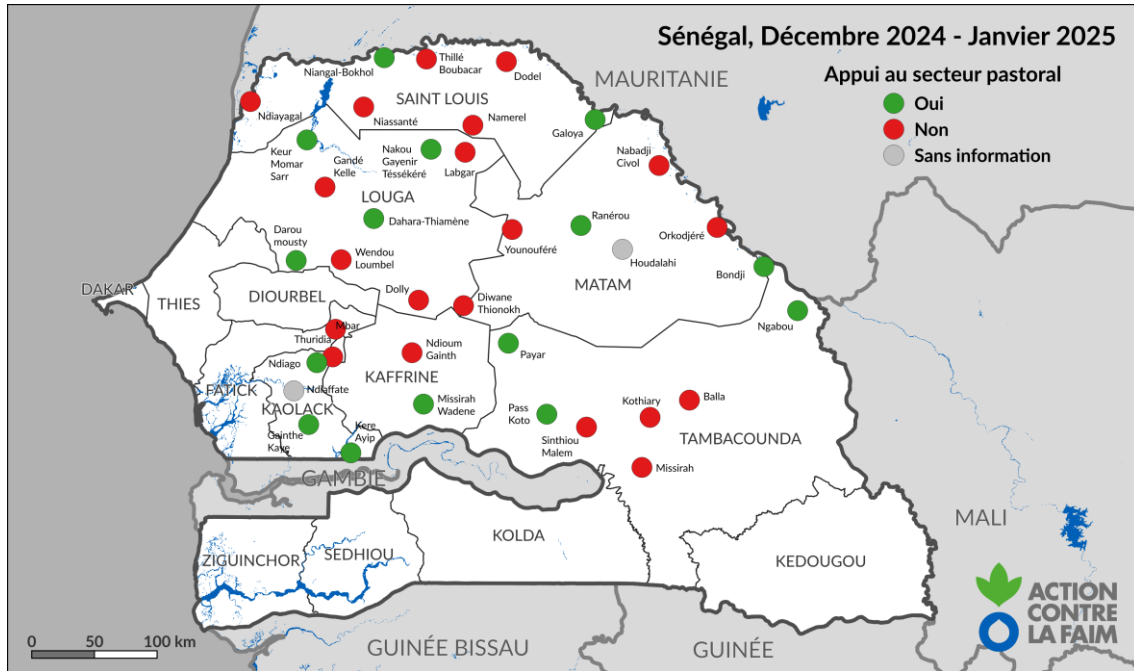 Sénégal, Décembre 2024 - Janvier 2025
Appui au secteur pastoral
Oui
Non
Sans information
MAURITANIE
Niangal-Bokhol
Thillé
Boubacar
Dodel
SAINT LOUIS
Ndiayagal
Niassanté
Namerel
Galoya
Keur
Momar
Sarr
Gandé
Kelle
Nakou
Gayenir
Téssékéré
Labgar
Nabadji
Civol
LOUGA
Dahara-Thiamène
Ranérou
Orkodjéré
Younouféré
Houdalahi
Darou
mousty
Wendou
Loumbel
Bondji
MATAM
DAKAR
THIES
DIOURBEL
Dolly
Diwane
Thionokh
Ngabou
Mbar
Thuridia
Ndiago
Ndioum
Gainth
Payar
KAFFRINE
FATICK
Ndiaffate
KAOLACK
Missirah
Wadene
Pass
Koto
Kothiary
Balla
Gainthe
Kaye
Kere
Ayip
Sinthiou
Malem
TAMBACOUNDA
Missirah
GAMBIE
MALI
ZIGUINCHOR
SEDHIOU
KOLDA
KEDOUGOU
GUINÉE BISSAU
GUINÉE
0 50 100 km
ACTION
CONTRE
LA FAIM